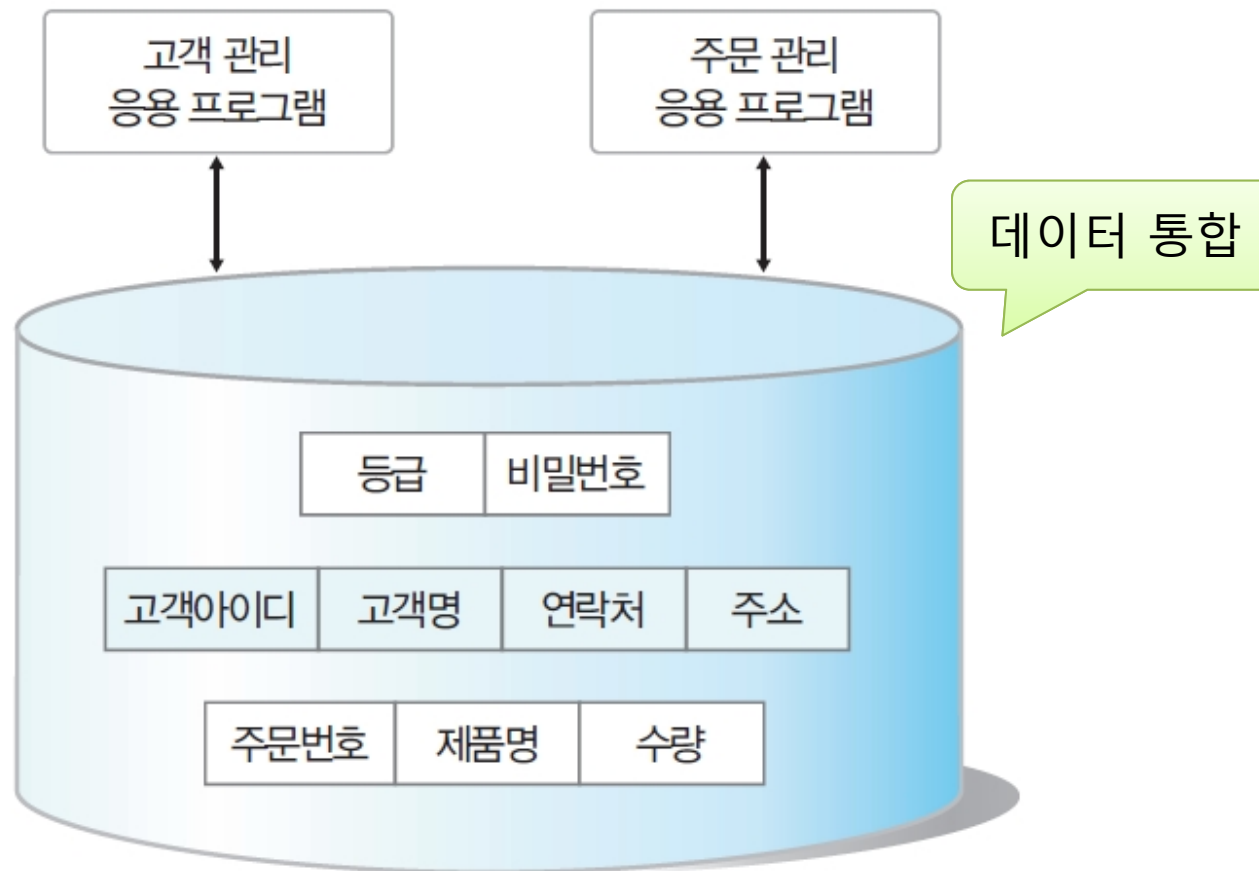 고객 관리
응용 프로그램
주문 관리
응용 프로그램
데이터 통합
등급 비밀번호
고객아이디 고객명 연락처 주소
주문번호 제품명 수량